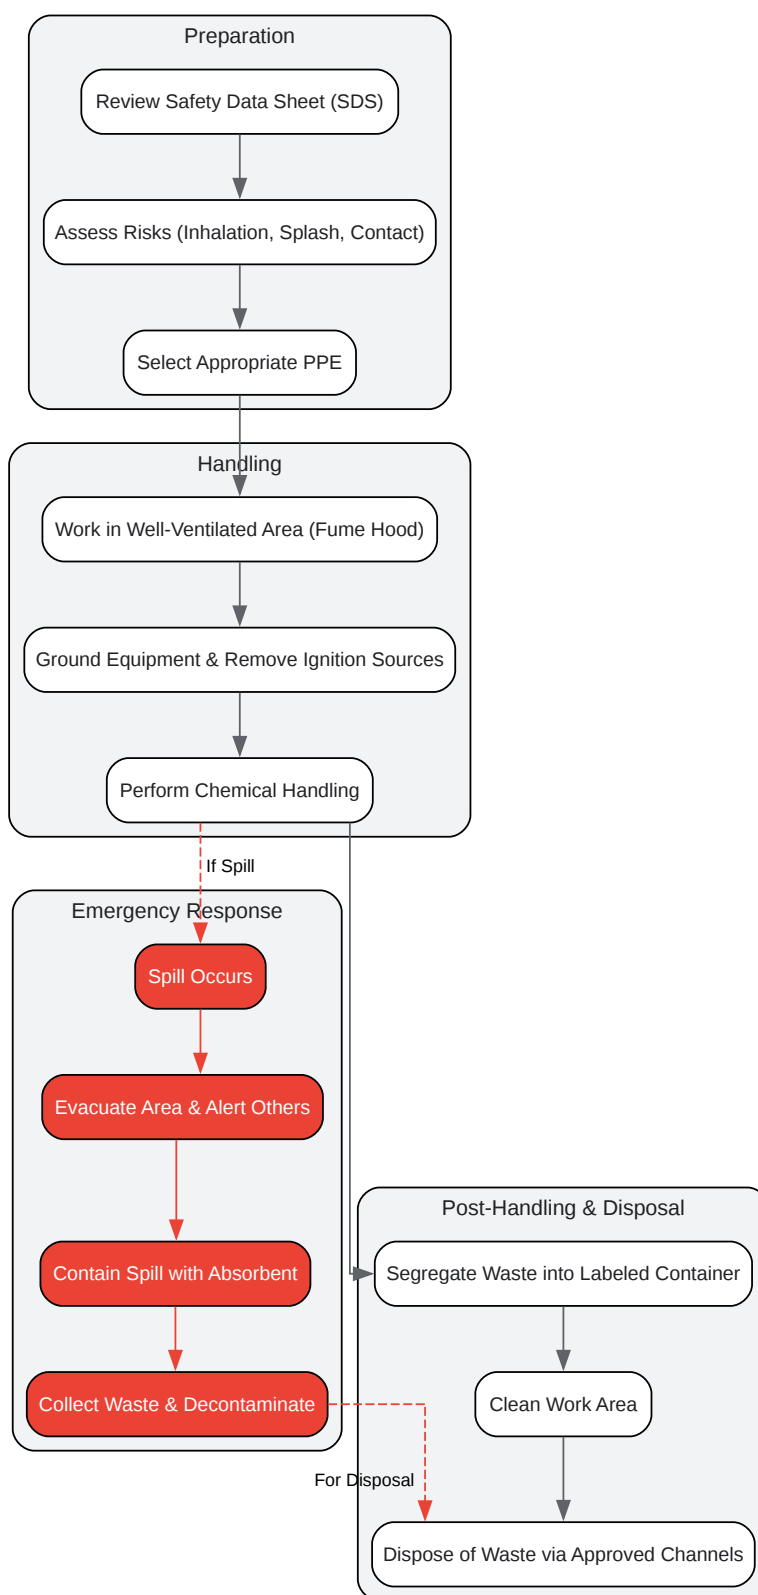 Preparation
Review Safety Data Sheet (SDS)
Assess Risks (Inhalation, Splash, Contact)
Select Appropriate PPE
Handling
Work in Well-Ventilated Area (Fume Hood)
Ground Equipment & Remove Ignition Sources
Perform Chemical Handling
If Spill
Emergency Response
Spill Occurs
Evacuate Area & Alert Others
Contain Spill with Absorbent
Collect Waste & Decontaminate
For Disposal
Post-Handling & Disposal
Segregate Waste into Labeled Container
Clean Work Area
Dispose of Waste via Approved Channels